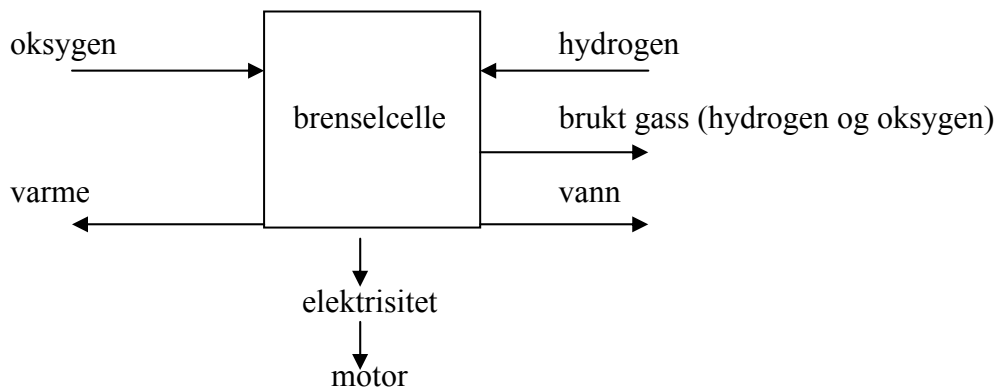 oksygen
hydrogen
brenselcelle
brukt gass (hydrogen og oksygen)
varme
vann
elektrisitet
motor